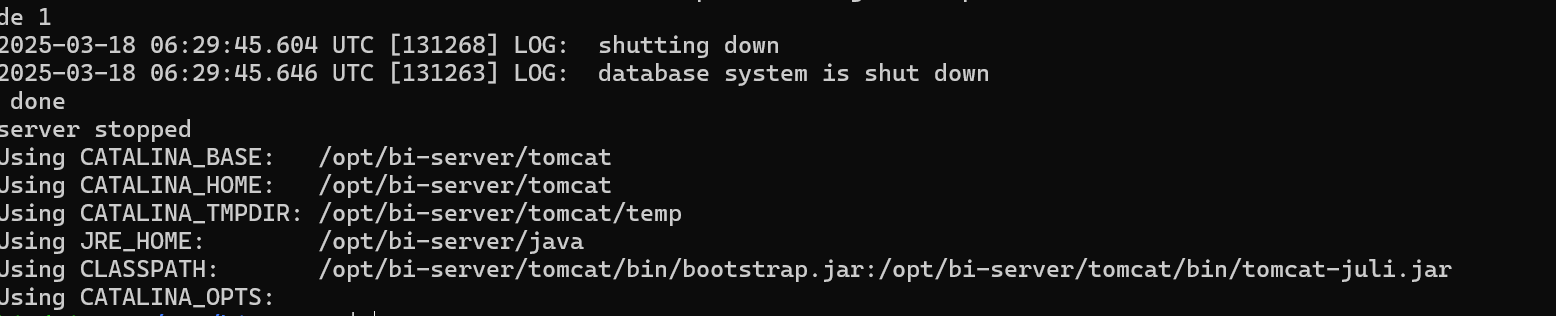 de 1
2025-03-18 06:29:45.604 UTC [131268] LOG:  shutting down
2025-03-18 06:29:45.646 UTC [131263] LOG:  database system is shut down
 done
server stopped
Using CATALINA_BASE:   /opt/bi-server/tomcat
Using CATALINA_HOME:   /opt/bi-server/tomcat
Using CATALINA_TMPDIR: /opt/bi-server/tomcat/temp
Using JRE_HOME:        /opt/bi-server/java
Using CLASSPATH:       /opt/bi-server/tomcat/bin/bootstrap.jar:/opt/bi-server/tomcat/bin/tomcat-juli.jar
Using CATALINA_OPTS: